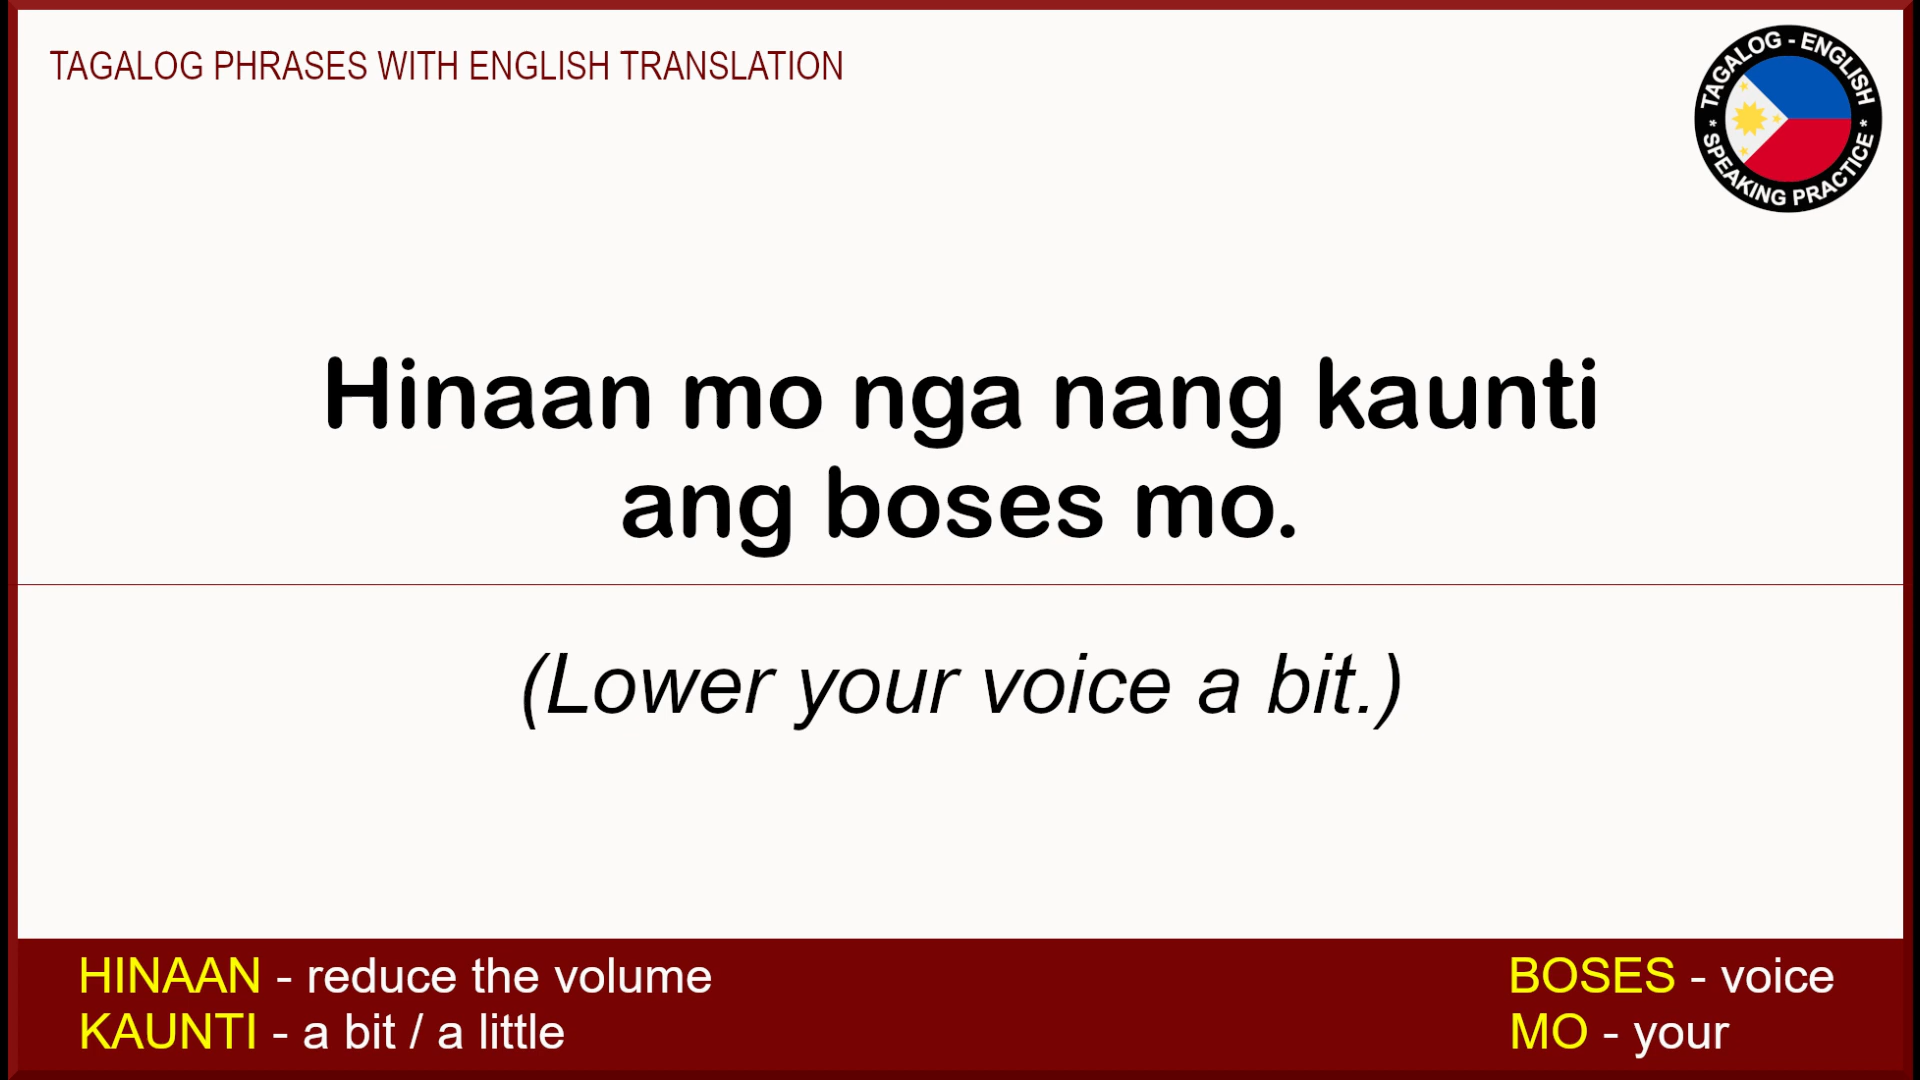 TAGALOG PHRASES WITH ENGLISH TRANSLATION
TAGALOG - ENGLISH
* SPEAKING PRACTICE *
Hinaan mo nga nang kaunti
ang boses mo.
(Lower your voice a bit.)
HINAAN - reduce the volume
KAUNTI - a bit / a little
BOSES - voice
MO - your